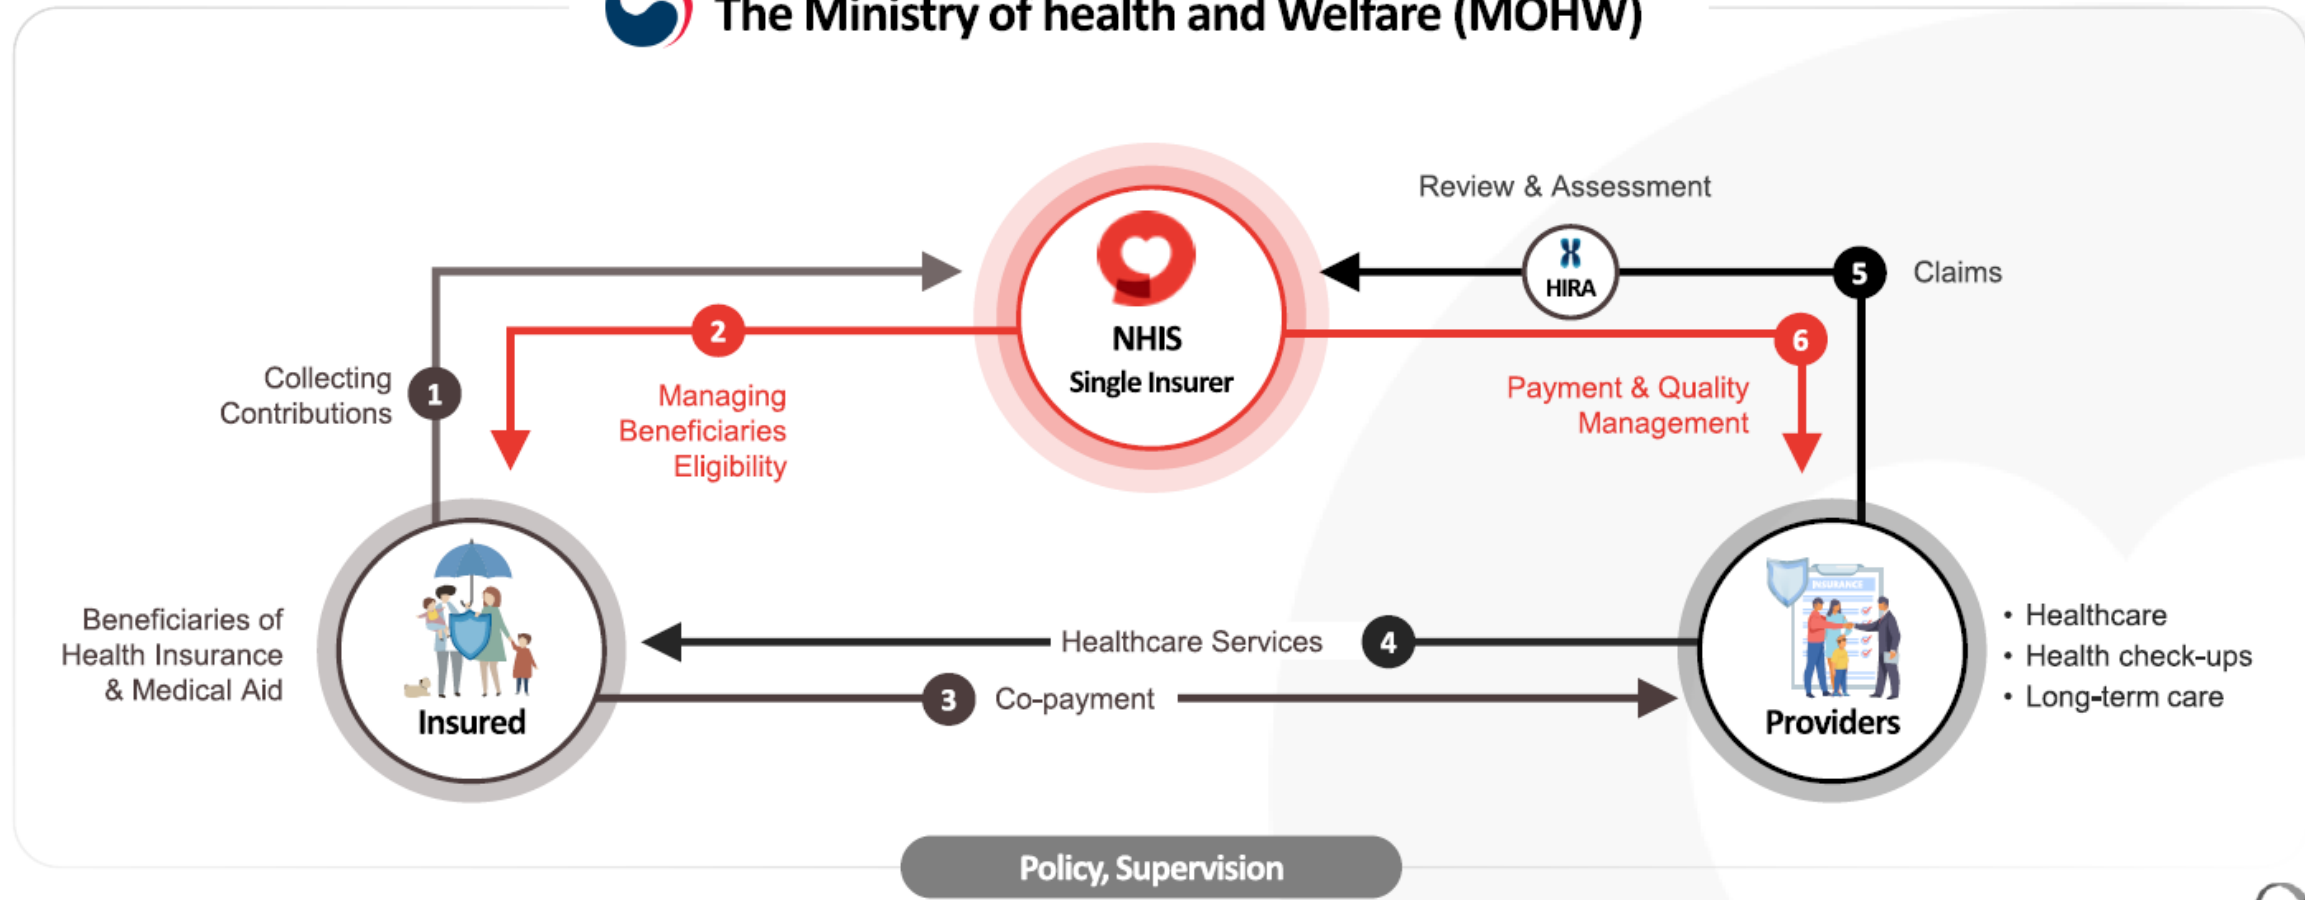 The Ministry of health and Welfare (MOHW)
Review & Assessment
HIRA
5
Claims
NHIS
Single Insurer
2
Managing
Beneficiaries
Eligibility
6
Payment & Quality
Management
Collecting
Contributions
1
Beneficiaries of
Health Insurance
& Medical Aid
Insured
Healthcare Services
4
3
Co-payment
INSURANCE
Providers
• Healthcare
• Health check-ups
• Long-term care
Policy, Supervision